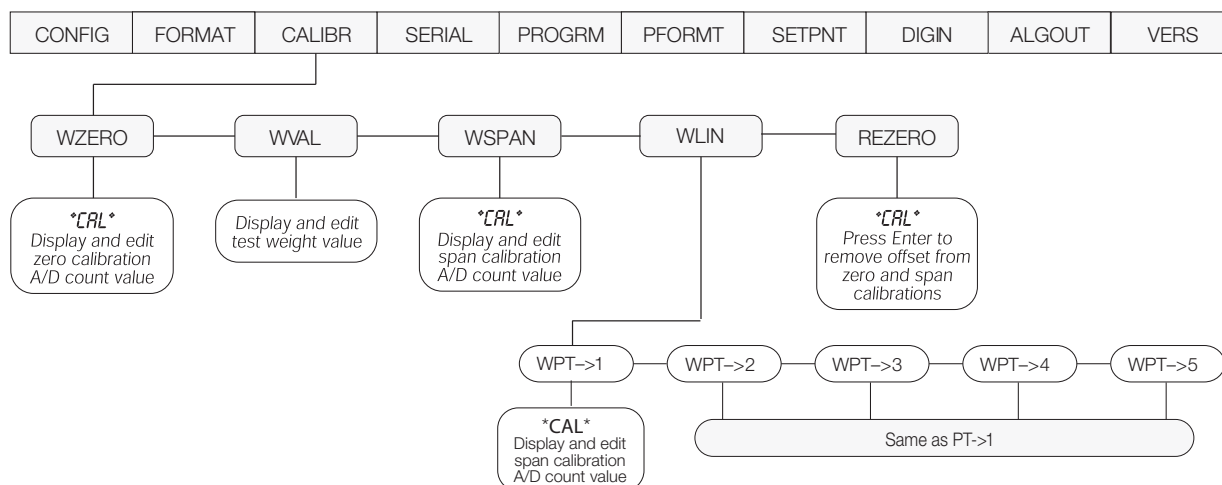 CONFIG FORMAT CALIBR SERIAL PROGRM PFORMT SETPNT DIGIN ALGOUT VERS
WZERO WVAL WSPAN WLIN REZERO
*CAL*
Display and edit
zero calibration
A/D count value
Display and edit
test weight value
*CAL*
Display and edit
span calibration
A/D count value
*CAL*
Press Enter to
remove offset from
zero and span
calibrations
WPT–>1 WPT–>2 WPT–>3 WPT–>4 WPT–>5
*CAL*
Display and edit
span calibration
A/D count value
Same as PT->1